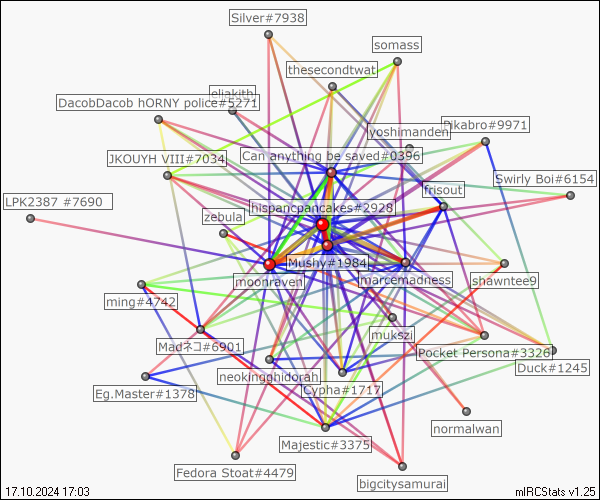 Silver#7938
somass
thesecondtwat
eliakith
DacobDacob hORNY police#5271
yoshimanden
Pikabro#9971
Can anything be saved#0396
JKOUYH VIII#7034
Swirly Boi#6154
frisout
LPK2387 #7690
hispancpancakes#2928
zebula
Mushy#1984
moonraven
marcemadness
shawntee9
ming#4742
mukszi
Madネコ#6901
Pocket Persona#3326
Duck#1245
neokingghidorah
Cypha#1717
Eg.Master#1378
normalwan
Majestic#3375
Fedora Stoat#4479
bigcitysamurai
17.10.2024 17:03
mIRCStats v1.25